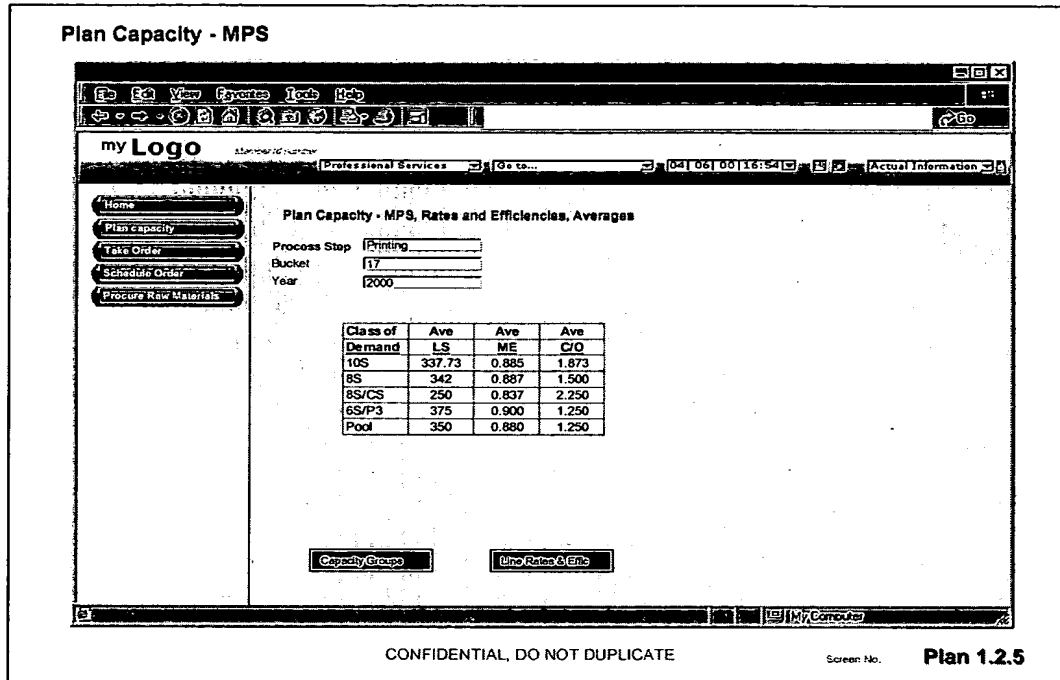 Plan Capacity - MPS
File Edit View Favorites Tools Help
Go
my Logo
Professional Services Go to... 04| 06| 00|16:54 Actual Information
Home
Plan capacity
Take Order
Schedule Order
Procure Raw Materials
Plan Capacity - MPS, Rates and Efficiencies, Averages
Process Step Printing
Bucket 17
Year 2000
Class of Ave Ave Ave
Demand LS ME C/O
10S 337.73 0.885 1.873
8S 342 0.887 1.500
8S/CS 250 0.837 2.250
6S/P3 375 0.900 1.250
Pool 350 0.880 1.250
Capacity Groups Line Rates & Effic
My Computer
CONFIDENTIAL, DO NOT DUPLICATE Screen No. Plan 1.2.5